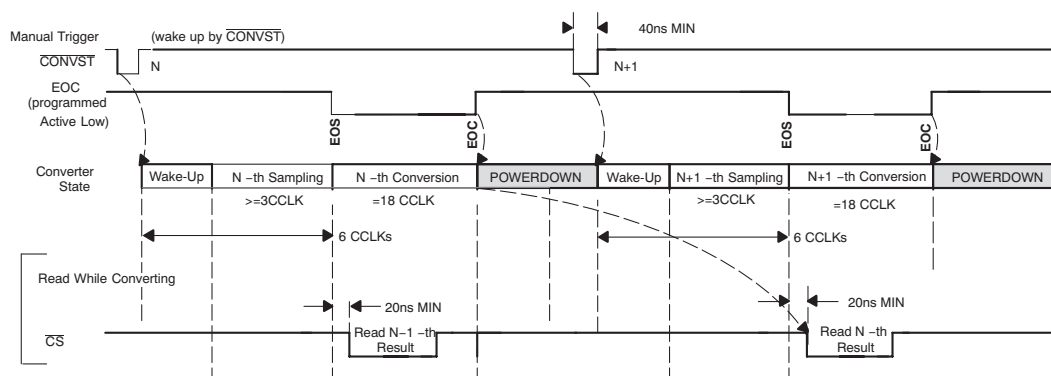 40ns MIN
Manual Trigger (wake up by CONVST)
CONVST N N+1
EOC
(programmed
Active Low)
EOS EOC EOS EOC
Converter
State
Wake-Up N −th Sampling N −th Conversion POWERDOWN Wake-Up N+1 −th Sampling N+1 −th Conversion POWERDOWN
>=3CCLK =18 CCLK >=3CCLK =18 CCLK
6 CCLKs 6 CCLKs
Read While Converting
20ns MIN 20ns MIN
CS
Read N−1 −th
Result
Read N −th
Result